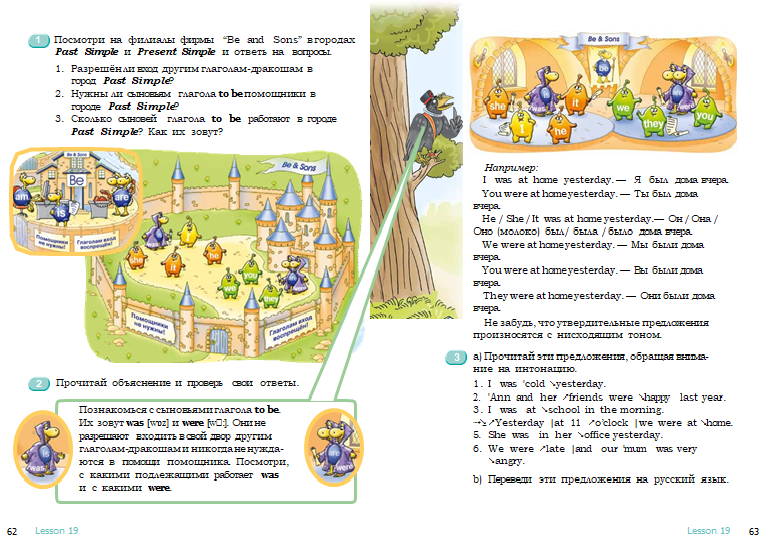 1 Посмотри на филиалы фирмы “Be and Sons” в городах
Past Simple и Present Simple и ответь на вопросы.
1. Разрешён ли вход другим глаголам-дракошам в
город Past Simple?
2. Нужны ли сыновьям глагола to be помощники в
городе Past Simple?
3. Сколько сыновей глагола to be работают в городе
Past Simple? Как их зовут?
Be & Sons
Be
am
is
are
Помощники
не нужны!
Глаголам вход
воспрещён!
Be & Sons
was
I
she
it
he
we
you
they
were
Помощники
не нужны!
Глаголам вход
воспрещён!
2 Прочитай объяснение и проверь свои ответы.
Познакомься с сыновьями глагола to be.
Их зовут was [wɒz] и were [w□:]. Они не
разрешают входить в свой двор другим
глаголам-дракошам и никогда не нужда-
ются в помощи помощника. Посмотри,
с какими подлежащими работает was
и с какими were.
is
was
are
were
62 Lesson 19
Be & Sons
be
she
was
it
I
he
we
they
were
you
Например:
I was at home yesterday. — Я был дома вчера.
You were at home yesterday. — Ты был дома
вчера.
He / She / It was at home yesterday. — Он / Она /
Оно (молоко) был / была / было дома вчера.
We were at home yesterday. — Мы были дома
вчера.
You were at home yesterday. — Вы были дома
вчера.
They were at home yesterday. — Они были дома
вчера.
Не забудь, что утвердительные предложения
произносятся с нисходящим тоном.
3 a) Прочитай эти предложения, обращая внима-
ние на интонацию.
1. I was 'cold ↘yesterday.
2. 'Ann and her ↗friends were ↘happy last year.
3. I was at ↘school in the morning.
→↘↗Yesterday |at 11 ↗o'clock |we were at ↘home.
5. She was in her ↘office yesterday.
6. We were ↗late |and our 'mum was very
↘angry.
b) Переведи эти предложения на русский язык.
Lesson 19 63